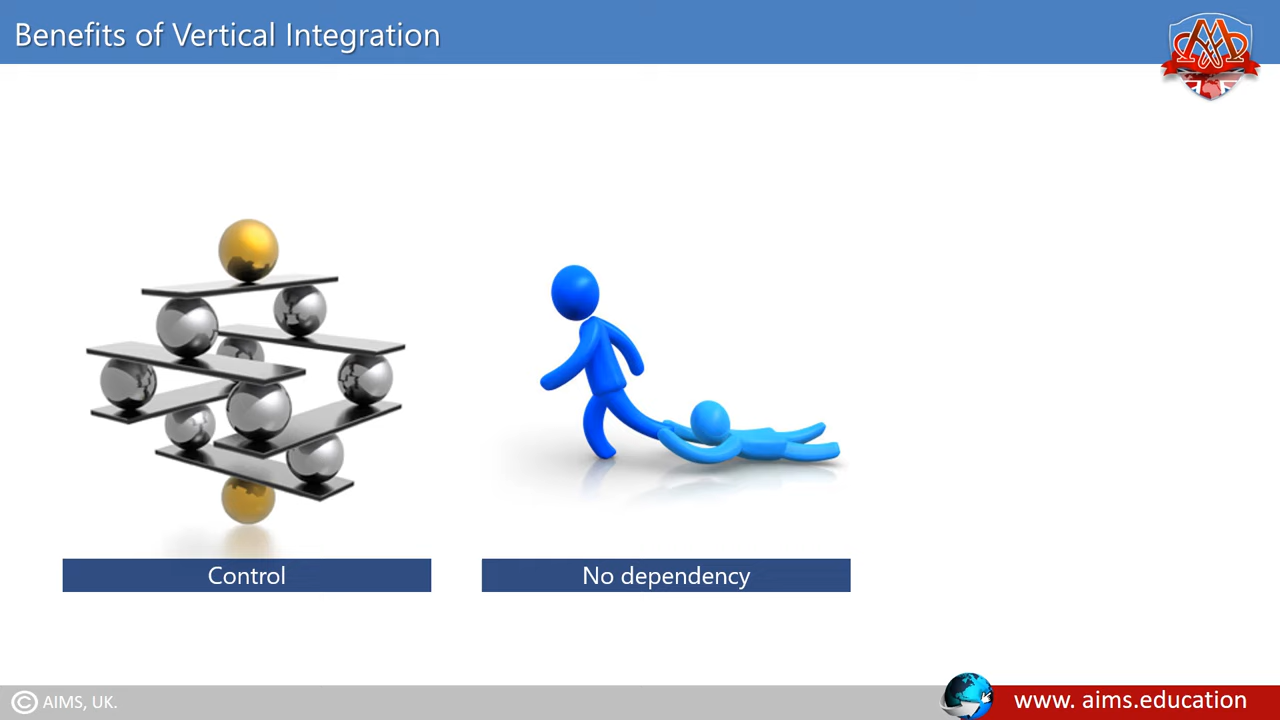 Benefits of Vertical Integration
Control
No dependency
© AIMS, UK.
www. aims.education